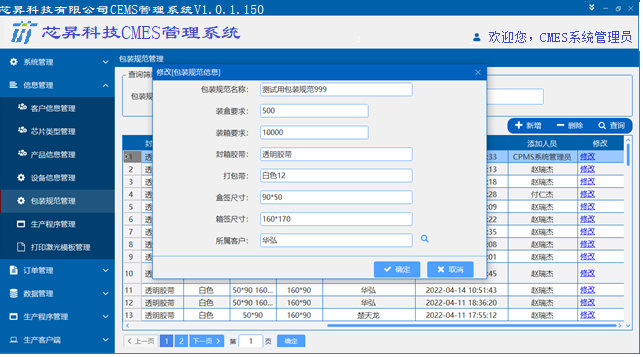 芯昇科技有限公司CEMS管理系统V1.0.1.150
芯昇科技CMES管理系统
欢迎您，CMES系统管理员
系统管理
信息管理
客户信息管理
芯片类型管理
产品信息管理
设备信息管理
包装规范管理
生产程序管理
打印激光模板管理
订单管理
数据管理
生产程序管理
生产客户端
包装规范管理
查询筛
包装规
修改[包装规范信息]
包装规范名称： 测试用包装规范999
装盒要求： 500
装箱要求： 10000
封箱胶带： 透明胶带
打包带： 白色12
盒签尺寸： 90*50
箱签尺寸： 160*170
所属客户： 华弘
确定 取消
新增 删除 查询
封 添加人员 修改
1 透 :33 CPMS系统管理员 修改
2 透 :13 赵瑞杰 修改
3 透 :18 赵瑞杰 修改
4 透 :28 付仁杰 修改
5 透 :03 赵瑞杰 修改
6 透 :04 赵瑞杰 修改
7 透 :04 赵瑞杰 修改
8 透 :08 赵瑞杰 修改
9 透 :01 赵瑞杰 修改
10 透 :45 赵瑞杰 修改
11 透明胶带 白色 50*90 160... 160*90 华弘 2022-04-14 10:51:43 赵瑞杰 修改
12 透明胶带 白色 50*90 160... 160*90 华弘 2022-04-11 18:36:20 赵瑞杰 修改
13 透明胶带 白色 50*90 160*90 楚天龙 2022-04-11 17:55:12 赵瑞杰 修改
上一页 1 2 下一页 第 1 页 确定